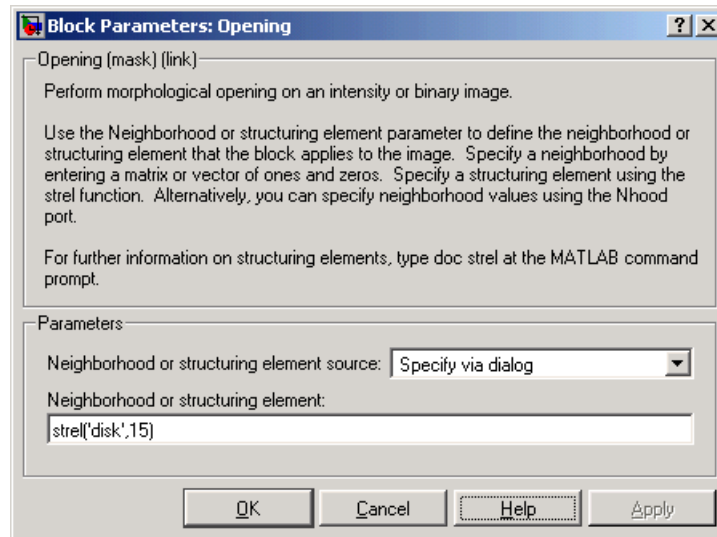 Block Parameters: Opening
Opening (mask) (link)
Perform morphological opening on an intensity or binary image.
Use the Neighborhood or structuring element parameter to define the neighborhood or
structuring element that the block applies to the image. Specify a neighborhood by
entering a matrix or vector of ones and zeros. Specify a structuring element using the
strel function. Alternatively, you can specify neighborhood values using the Nhood
port.
For further information on structuring elements, type doc strel at the MATLAB command
prompt.
Parameters
Neighborhood or structuring element source: Specify via dialog
Neighborhood or structuring element:
strel('disk',15)
OK Cancel Help Apply